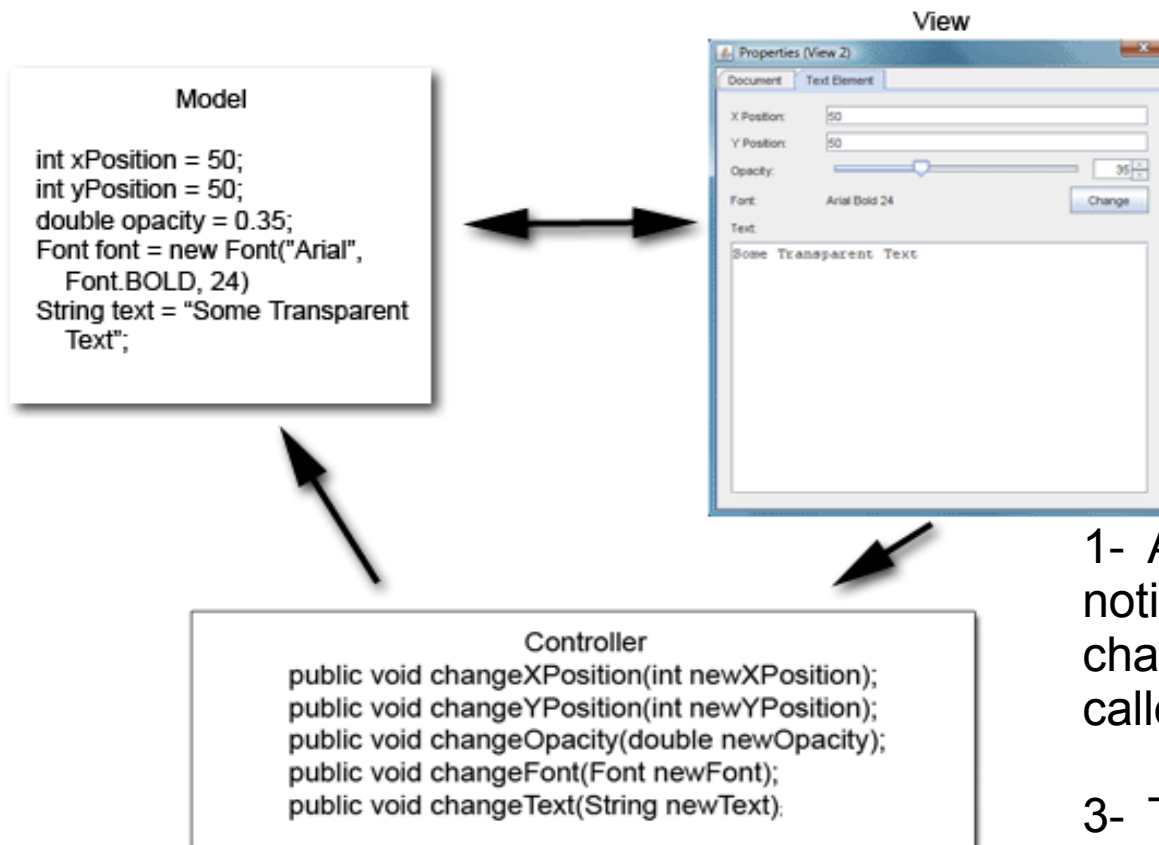 View
Model
int xPosition = 50;
int yPosition = 50;
double opacity = 0.35;
Font font = new Font("Arial",
Font.BOLD, 24)
String text = “Some Transparent
Text”;
Properties (View 2)
Document Text Element
X Position: 50
Y Position: 50
Opacity: 35
Font: Arial Bold 24 Change
Text:
Some Transparent Text
Controller
public void changeXPosition(int newXPosition);
public void changeYPosition(int newYPosition);
public void changeOpacity(double newOpacity);
public void changeFont(Font newFont);
public void changeText(String newText);
1-
3-